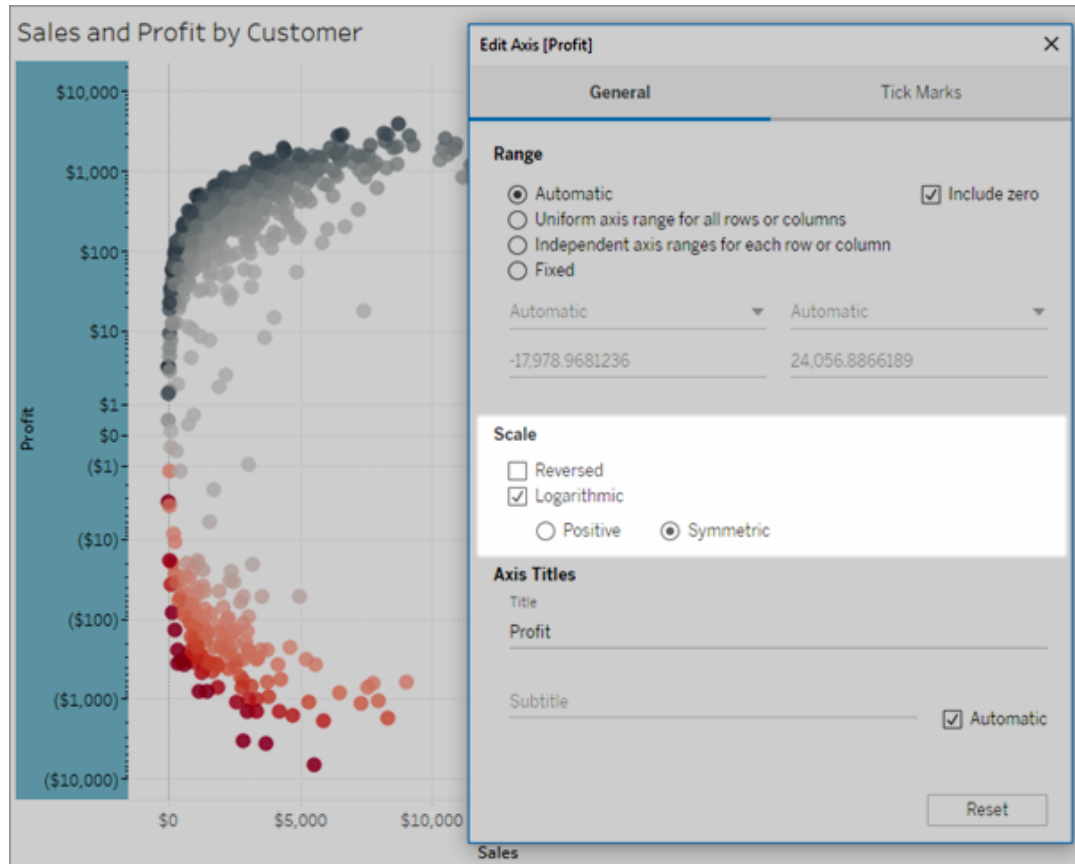 Sales and Profit by Customer
$10,000
$1,000
$100
$10
$1
$0
($1)
($10)
($100)
($1,000)
($10,000)
Profit
$0
$5,000
$10,000
Sales
Edit Axis [Profit]
General
Tick Marks
Range
Automatic
Include zero
Uniform axis range for all rows or columns
Independent axis ranges for each row or column
Fixed
Automatic
Automatic
-17,978.9681236
24,056.8866189
Scale
Reversed
Logarithmic
Positive
Symmetric
Axis Titles
Title
Profit
Subtitle
Automatic
Reset